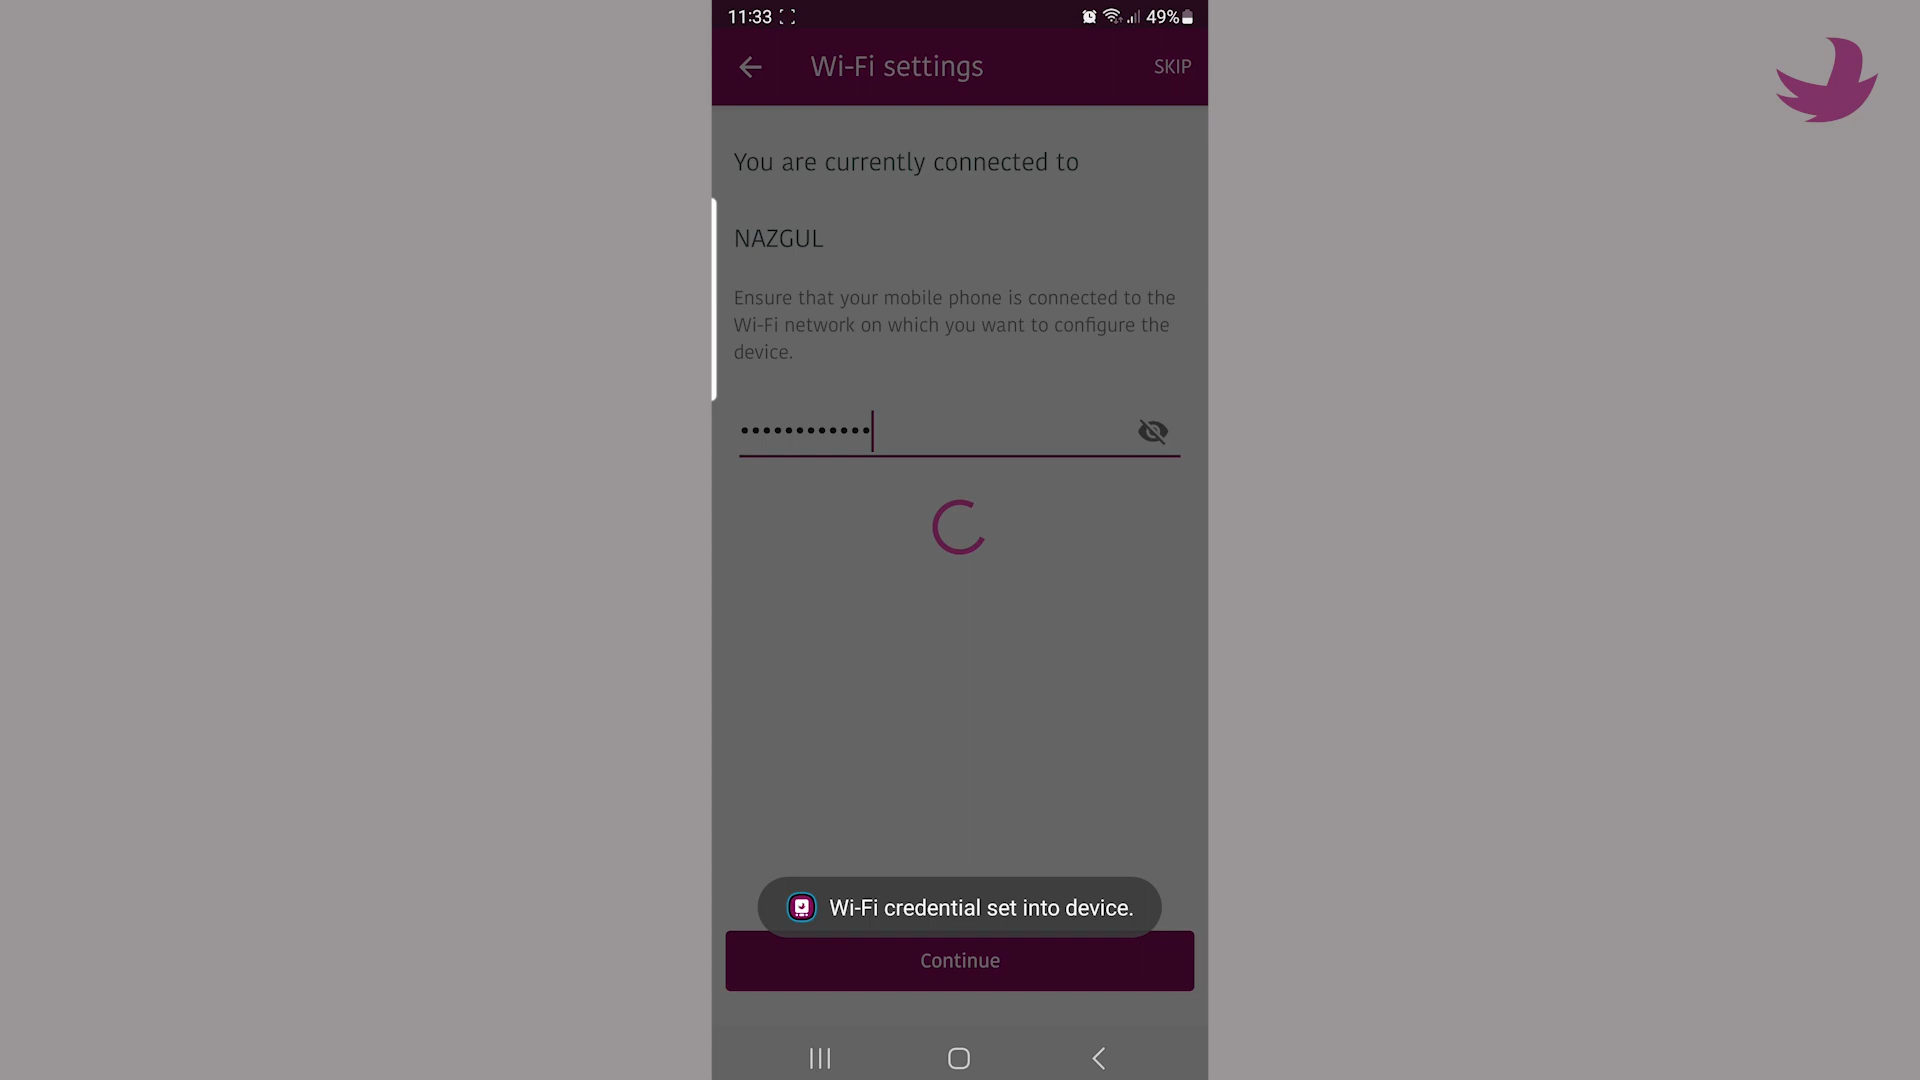 11:33
49%
Wi-Fi settings
SKIP
You are currently connected to
NAZGUL
Ensure that your mobile phone is connected to the
Wi-Fi network on which you want to configure the
device.
••••••••••••
Wi-Fi credential set into device.
Continue